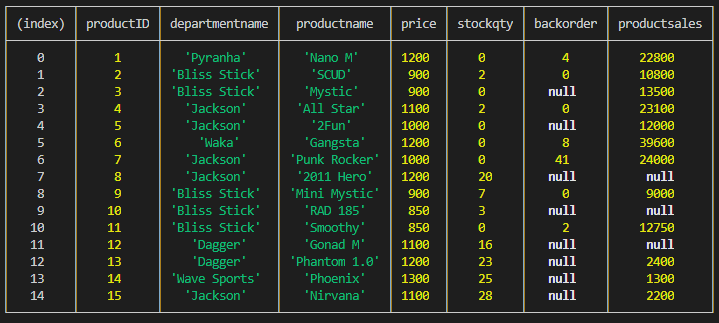 (index) productID departmentname productname price stockqty backorder productsales
0 1 'Pyranha' 'Nano M' 1200 0 4 22800
1 2 'Bliss Stick' 'SCUD' 900 2 0 10800
2 3 'Bliss Stick' 'Mystic' 900 0 null 13500
3 4 'Jackson' 'All Star' 1100 2 0 23100
4 5 'Jackson' '2Fun' 1000 0 null 12000
5 6 'Waka' 'Gangsta' 1200 0 8 39600
6 7 'Jackson' 'Punk Rocker' 1000 0 41 24000
7 8 'Jackson' '2011 Hero' 1200 20 null null
8 9 'Bliss Stick' 'Mini Mystic' 900 7 0 9000
9 10 'Bliss Stick' 'RAD 185' 850 3 null null
10 11 'Bliss Stick' 'Smoothy' 850 0 2 12750
11 12 'Dagger' 'Gonad M' 1100 16 null null
12 13 'Dagger' 'Phantom 1.0' 1200 23 null 2400
13 14 'Wave Sports' 'Phoenix' 1300 25 null 1300
14 15 'Jackson' 'Nirvana' 1100 28 null 2200